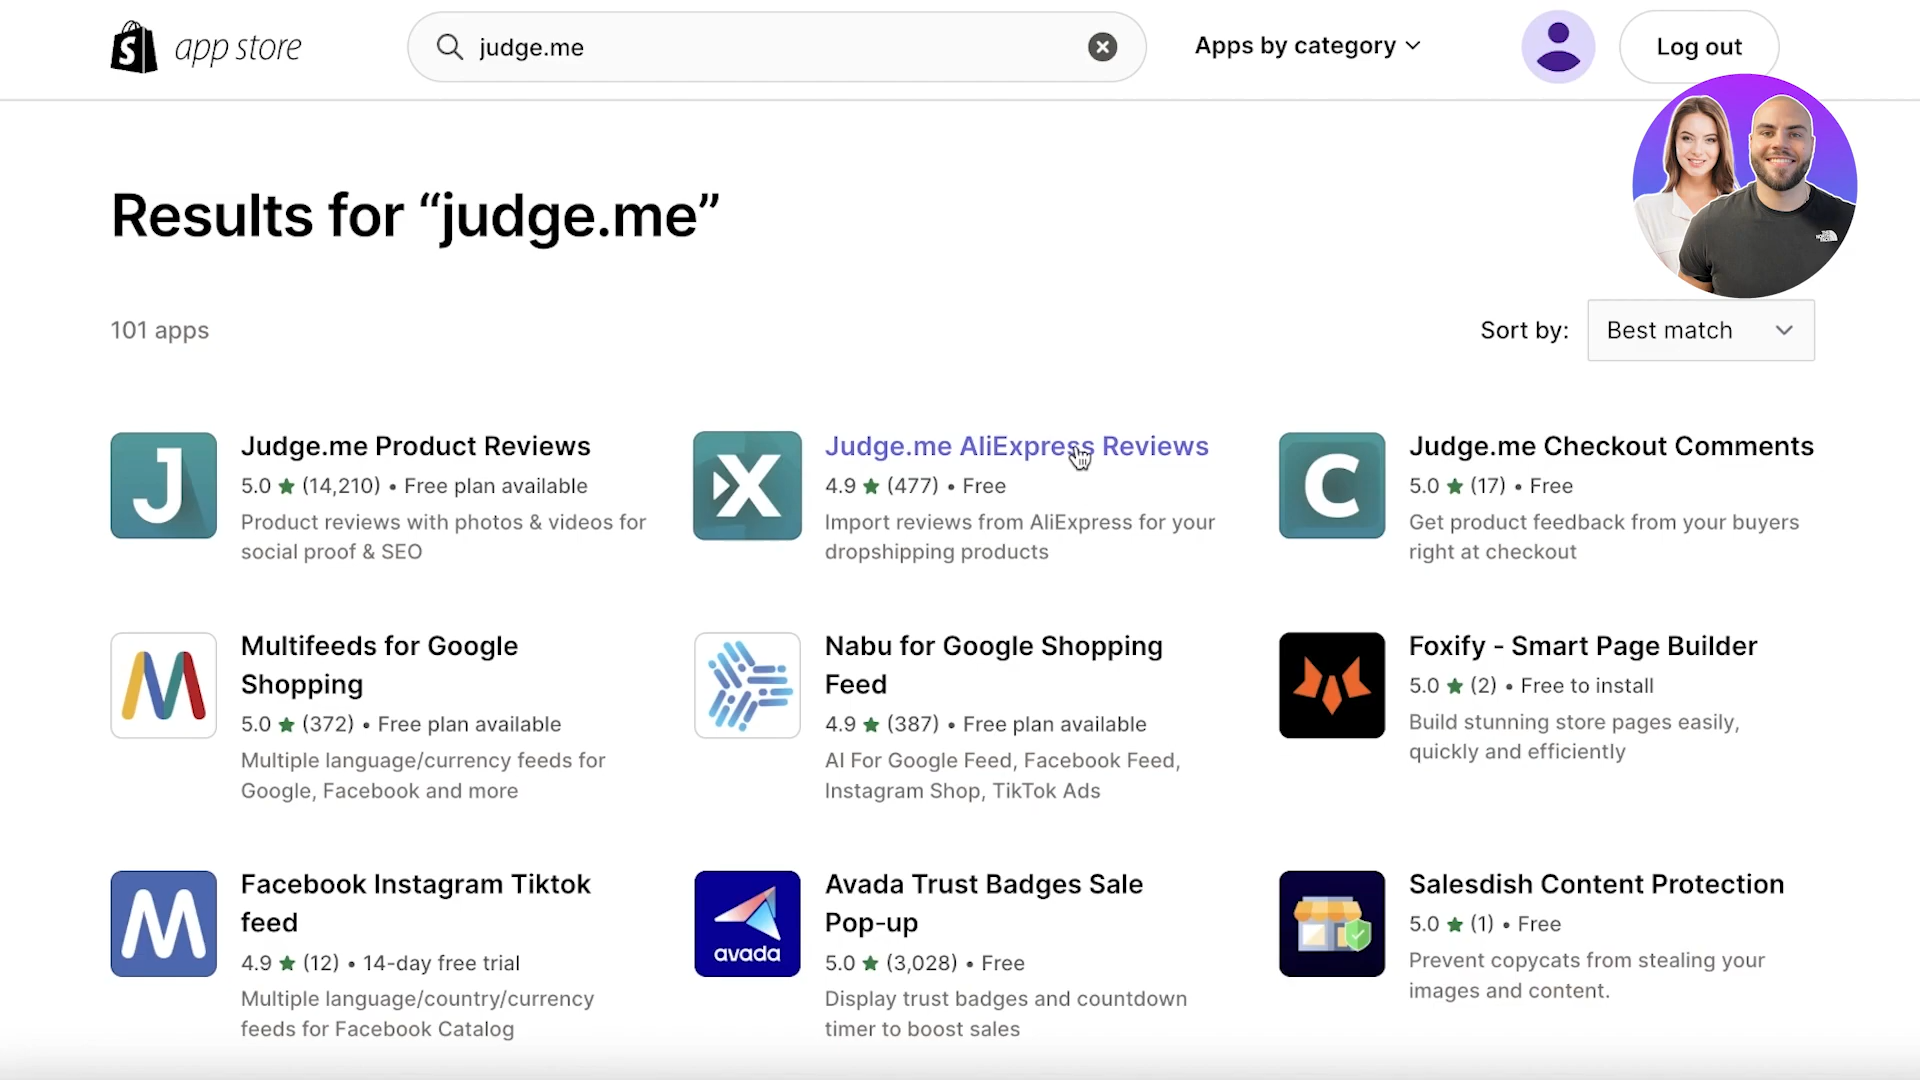 app store
judge.me
Apps by category
Log out
Results for “judge.me”
101 apps
Sort by:
Best match
Judge.me Product Reviews
5.0 ★ (14,210) • Free plan available
Product reviews with photos & videos for
social proof & SEO
Judge.me AliExpress Reviews
4.9 ★ (477) • Free
Import reviews from AliExpress for your
dropshipping products
Judge.me Checkout Comments
5.0 ★ (17) • Free
Get product feedback from your buyers
right at checkout
Multifeeds for Google
Shopping
5.0 ★ (372) • Free plan available
Multiple language/currency feeds for
Google, Facebook and more
Nabu for Google Shopping
Feed
4.9 ★ (387) • Free plan available
AI For Google Feed, Facebook Feed,
Instagram Shop, TikTok Ads
Foxify - Smart Page Builder
5.0 ★ (2) • Free to install
Build stunning store pages easily,
quickly and efficiently
Facebook Instagram Tiktok
feed
4.9 ★ (12) • 14-day free trial
Multiple language/country/currency
feeds for Facebook Catalog
avada
Avada Trust Badges Sale
Pop-up
5.0 ★ (3,028) • Free
Display trust badges and countdown
timer to boost sales
Salesdish Content Protection
5.0 ★ (1) • Free
Prevent copycats from stealing your
images and content.